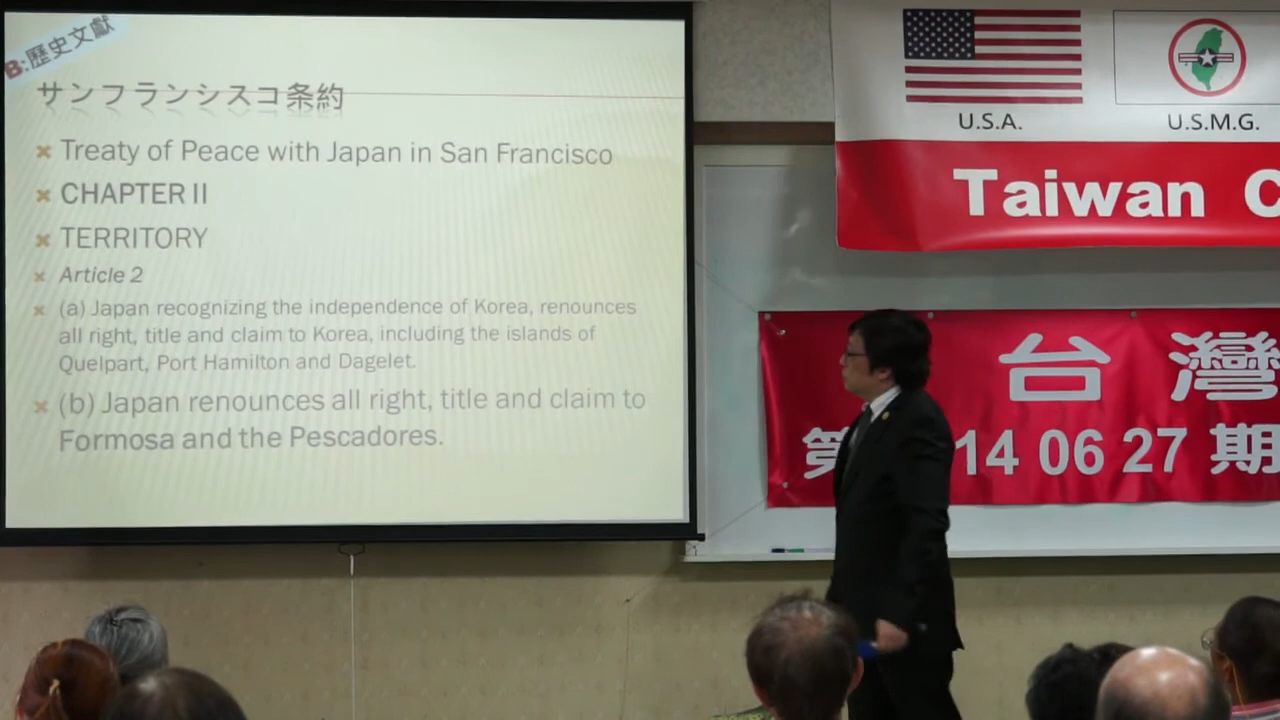 B:歷史文獻
サンフランシスコ条約
Treaty of Peace with Japan in San Francisco
CHAPTER II
TERRITORY
Article 2
(a) Japan recognizing the independence of Korea, renounces
all right, title and claim to Korea, including the islands of
Quelpart, Port Hamilton and Dagelet.
(b) Japan renounces all right, title and claim to
Formosa and the Pescadores.
U.S.A.
U.S.M.G.
Taiwan C
台灣
第 14 06 27 期